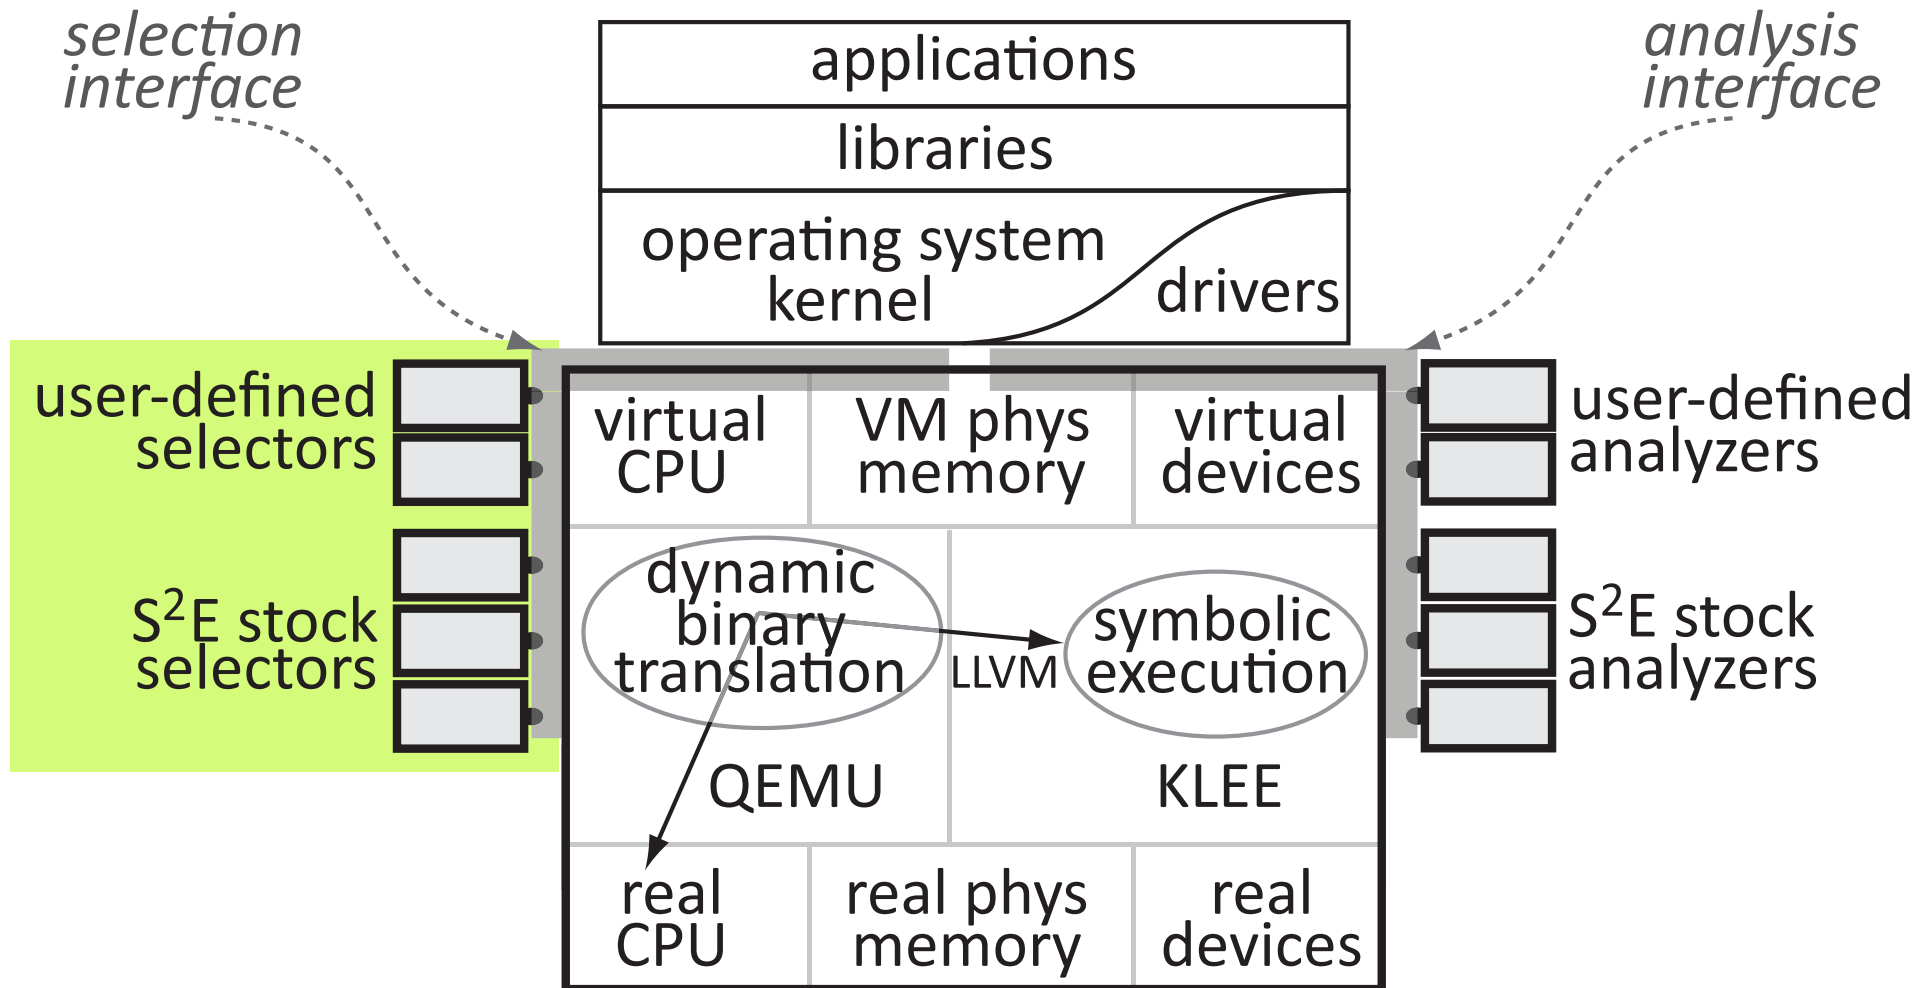 selection
interface
analysis
interface
applications
libraries
operating system
kernel
drivers
user-defined
selectors
S²E stock
selectors
virtual
CPU
VM phys
memory
virtual
devices
dynamic
binary
translation
LLVM
symbolic
execution
QEMU
KLEE
real
CPU
real phys
memory
real
devices
user-defined
analyzers
S²E stock
analyzers